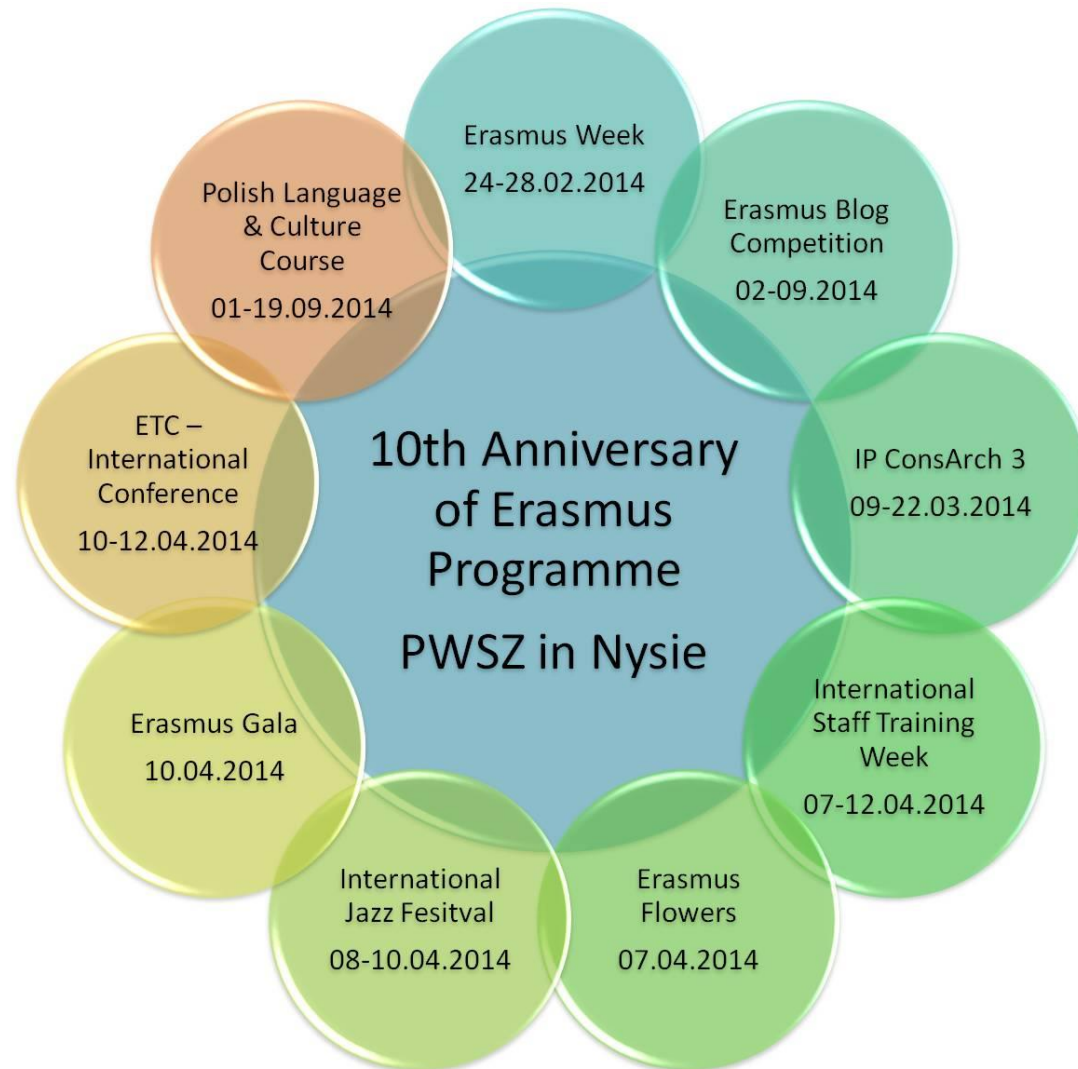 Erasmus Week
24-28.02.2014
Erasmus Blog
Competition
02-09.2014
IP ConsArch 3
09-22.03.2014
International
Staff Training
Week
07-12.04.2014
Erasmus
Flowers
07.04.2014
International
Jazz Fesitval
08-10.04.2014
Erasmus Gala
10.04.2014
ETC –
International
Conference
10-12.04.2014
Polish Language
& Culture
Course
01-19.09.2014
10th Anniversary
of Erasmus
Programme
PWSZ in Nysie